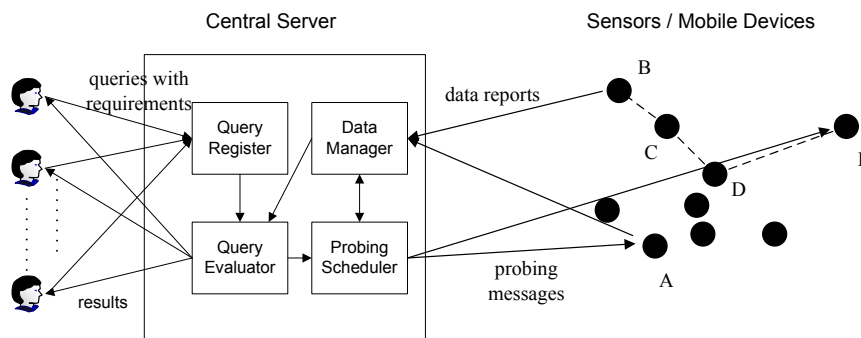 Central Server
Sensors / Mobile Devices
queries with
requirements
Query
Register
Data
Manager
data reports
B
C
D
Query
Evaluator
Probing
Scheduler
A
probing
messages
results